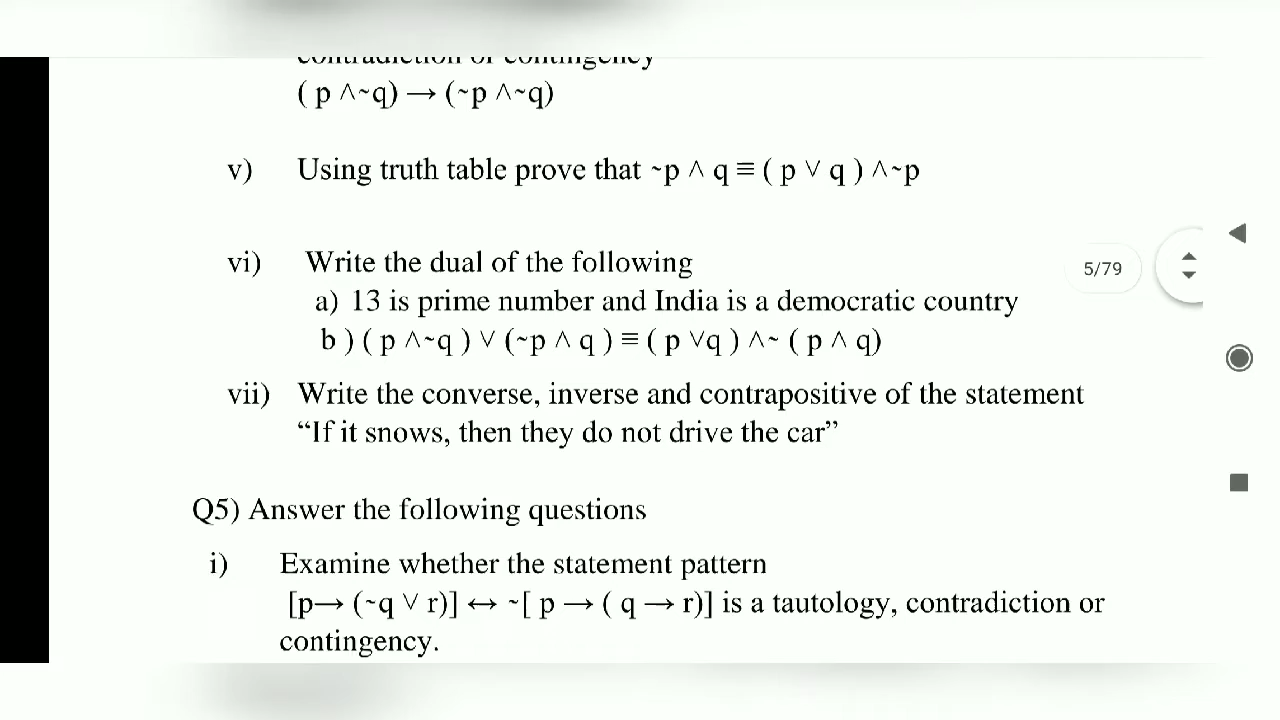 contradiction or contingency
( p ˄~q) → (~p ˄~q)
v) Using truth table prove that ~p ˄ q ≡ ( p ˅ q ) ˄~p
vi) Write the dual of the following
a) 13 is prime number and India is a democratic country
b ) ( p ˄~q ) ˅ (~p ˄ q ) ≡ ( p ˅q ) ˄~ ( p ˄ q)
5/79
vii) Write the converse, inverse and contrapositive of the statement
“If it snows, then they do not drive the car”
Q5) Answer the following questions
i) Examine whether the statement pattern
[p→ (~q ˅ r)] ↔ ~[ p → ( q → r)] is a tautology, contradiction or
contingency.